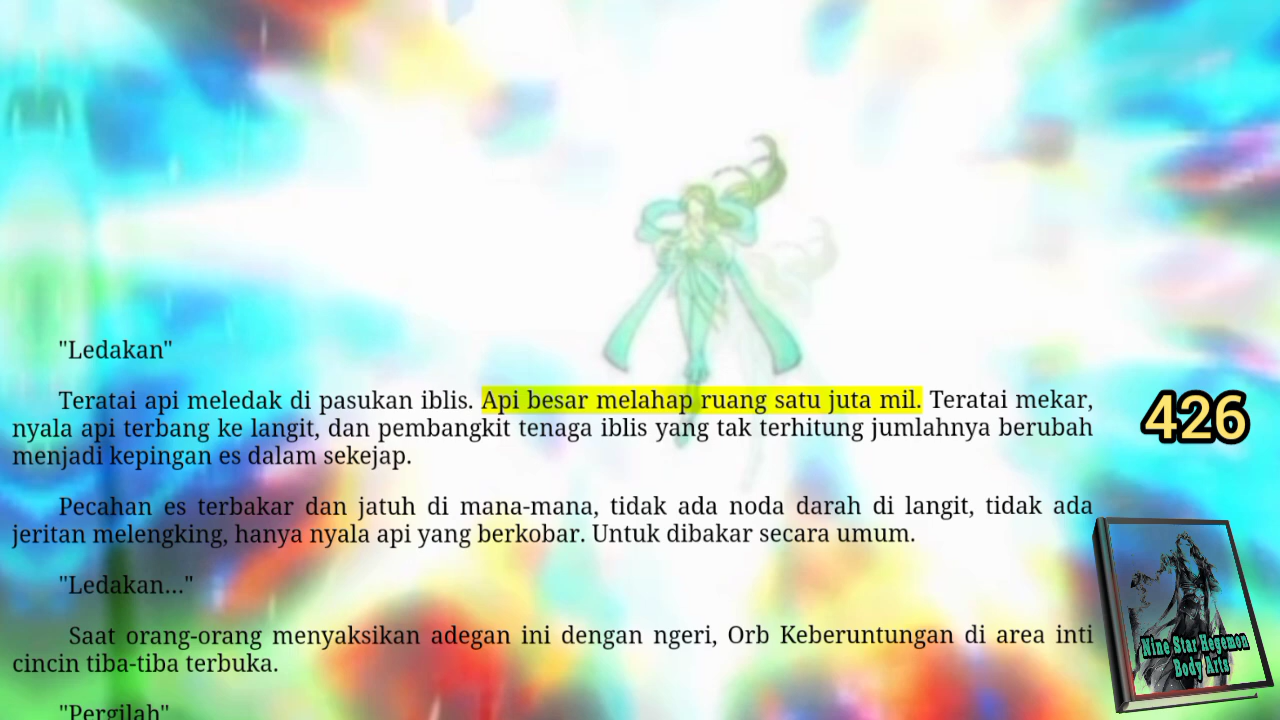 "Ledakan"
Teratai api meledak di pasukan iblis. Api besar melahap ruang satu juta mil. Teratai mekar,
nyala api terbang ke langit, dan pembangkit tenaga iblis yang tak terhitung jumlahnya berubah
menjadi kepingan es dalam sekejap.
Pecahan es terbakar dan jatuh di mana-mana, tidak ada noda darah di langit, tidak ada
jeritan melengking, hanya nyala api yang berkobar. Untuk dibakar secara umum.
"Ledakan..."
Saat orang-orang menyaksikan adegan ini dengan ngeri, Orb Keberuntungan di area inti
cincin tiba-tiba terbuka.
"Pergilah"
426
Nine Star Hegemon
Body Arts